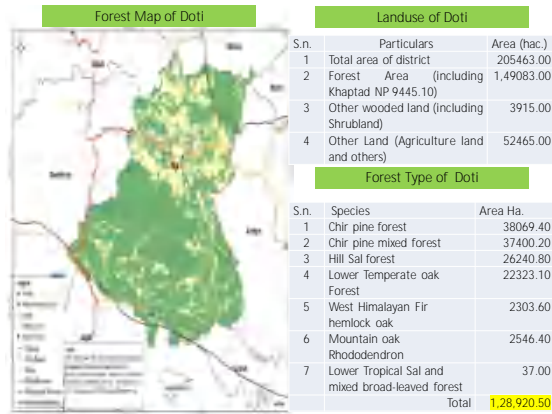 Forest Map of Doti
Landuse of Doti
S.n. Particulars Area (hac.)
1 Total area of district 205463.00
2 Forest Area (including 1,49083.00
Khaptad NP 9445.10)
3 Other wooded land (including 3915.00
Shrubland)
4 Other Land (Agriculture land 52465.00
and others)
Forest Type of Doti
S.n. Species Area Ha.
1 Chir pine forest 38069.40
2 Chir pine mixed forest 37400.20
3 Hill Sal forest 26240.80
4 Lower Temperate oak 22323.10
Forest
5 West Himalayan Fir 2303.60
hemlock oak
6 Mountain oak 2546.40
Rhododendron
7 Lower Tropical Sal and 37.00
mixed broad-leaved forest
Total 1,28,920.50